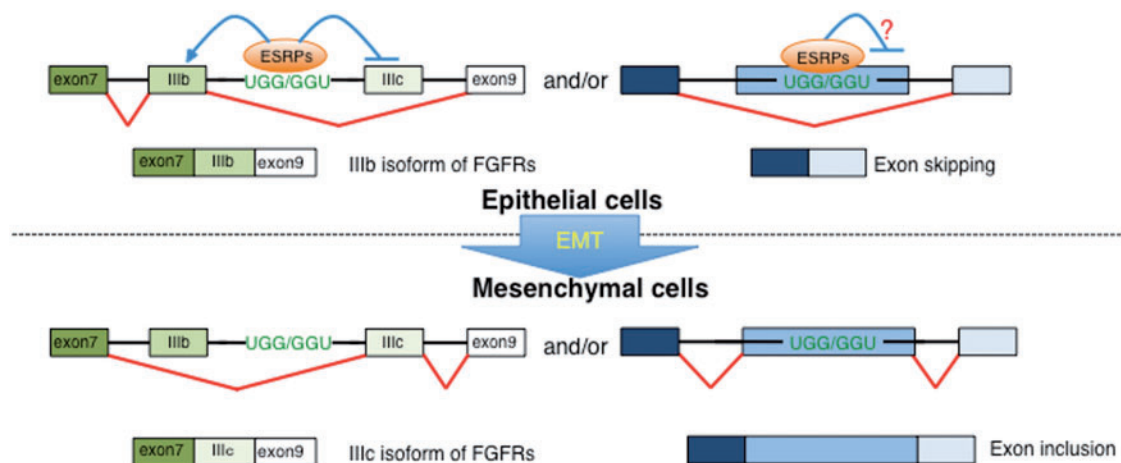 ESRPs ? ESRPs
exon7 IIIb UGG/GGU IIIc exon9 and/or UGG/GGU
exon7 IIIb exon9 IIIb isoform of FGFRs Exon skipping
Epithelial cells
EMT
Mesenchymal cells
exon7 IIIb UGG/GGU IIIc exon9 and/or UGG/GGU
exon7 IIIc exon9 IIIc isoform of FGFRs Exon inclusion